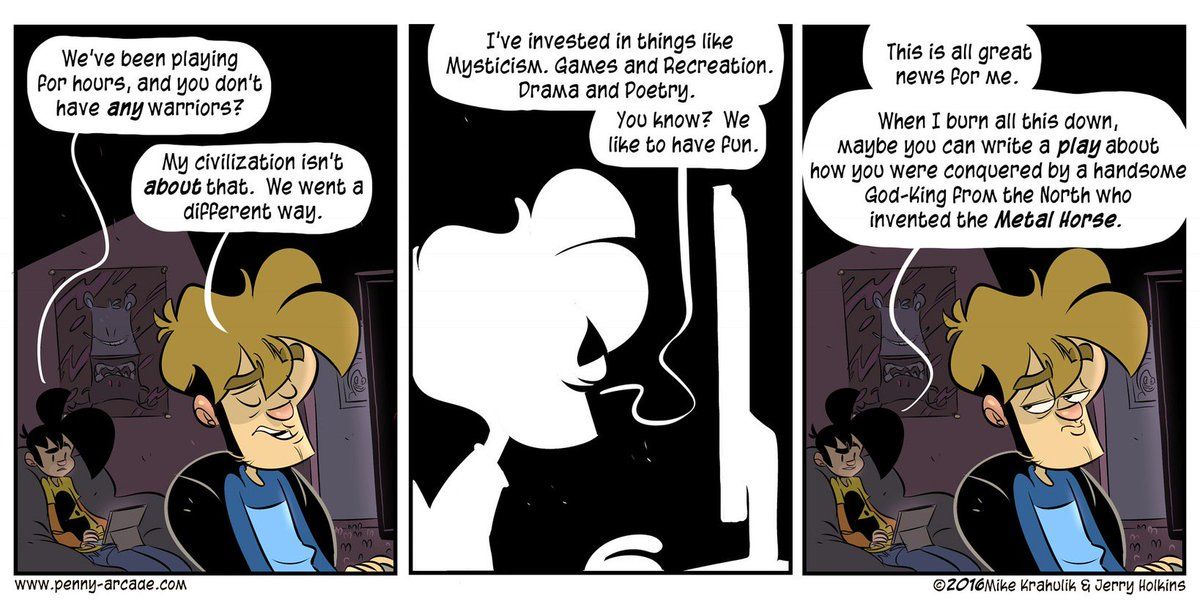 We've been playing
for hours, and you don't
have any warriors?
My civilization isn't
about that. We went a
different way.
I've invested in things like
Mysticism. Games and Recreation.
Drama and Poetry.
You know? We
like to have fun.
This is all great
news for me.
When I burn all this down,
maybe you can write a play about
how you were conquered by a handsome
God-King from the North who
invented the Metal Horse.
www.penny-arcade.com
©2016 Mike Krahulik & Jerry Holkins